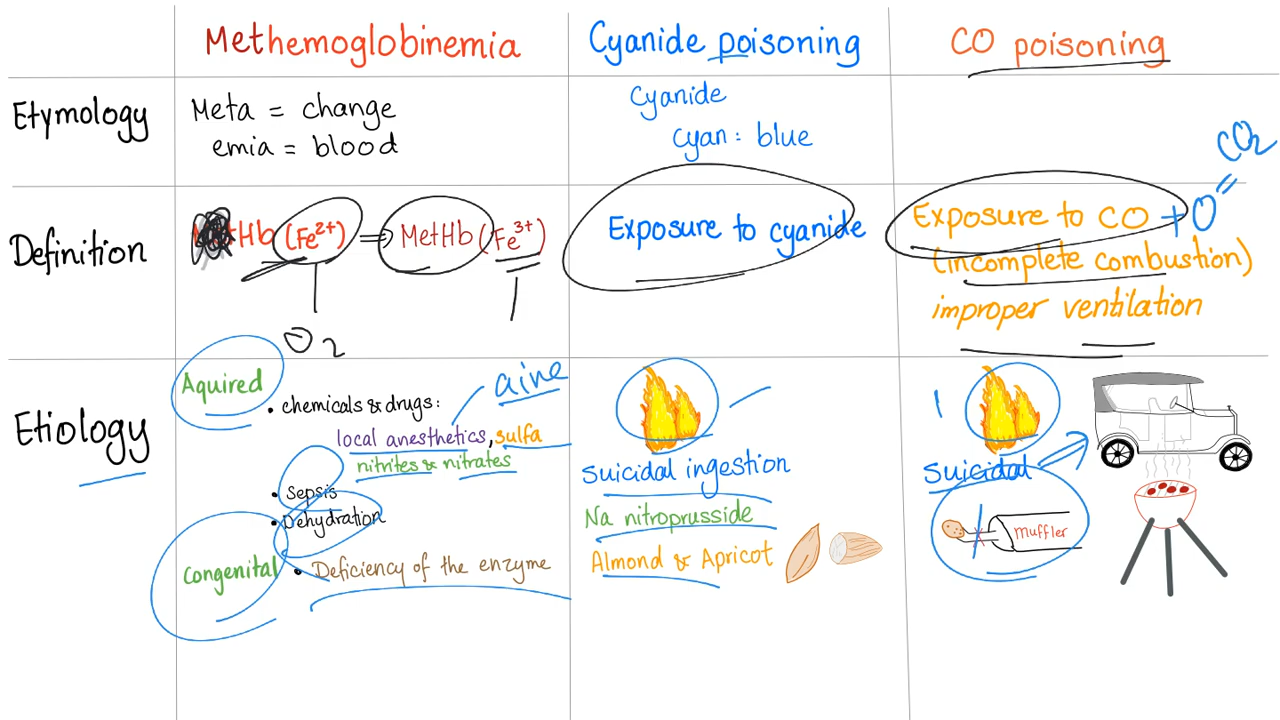 Methemoglobinemia
Cyanide poisoning
CO poisoning
Etymology
Meta = change
emia = blood
Cyanide
cyan: blue
CO2
Definition
Hb (Fe2+) => MetHb (Fe3+)
O2
Exposure to cyanide
Exposure to CO + O =
(incomplete combustion)
improper ventilation
Etiology
Aquired
aine
• chemicals & drugs:
local anesthetics, sulfa
nitrites & nitrates
• Sepsis
• Dehydration
Congenital
• Deficiency of the enzyme
Suicidal ingestion
Na nitroprusside
Almond & Apricot
Suicidal
muffler